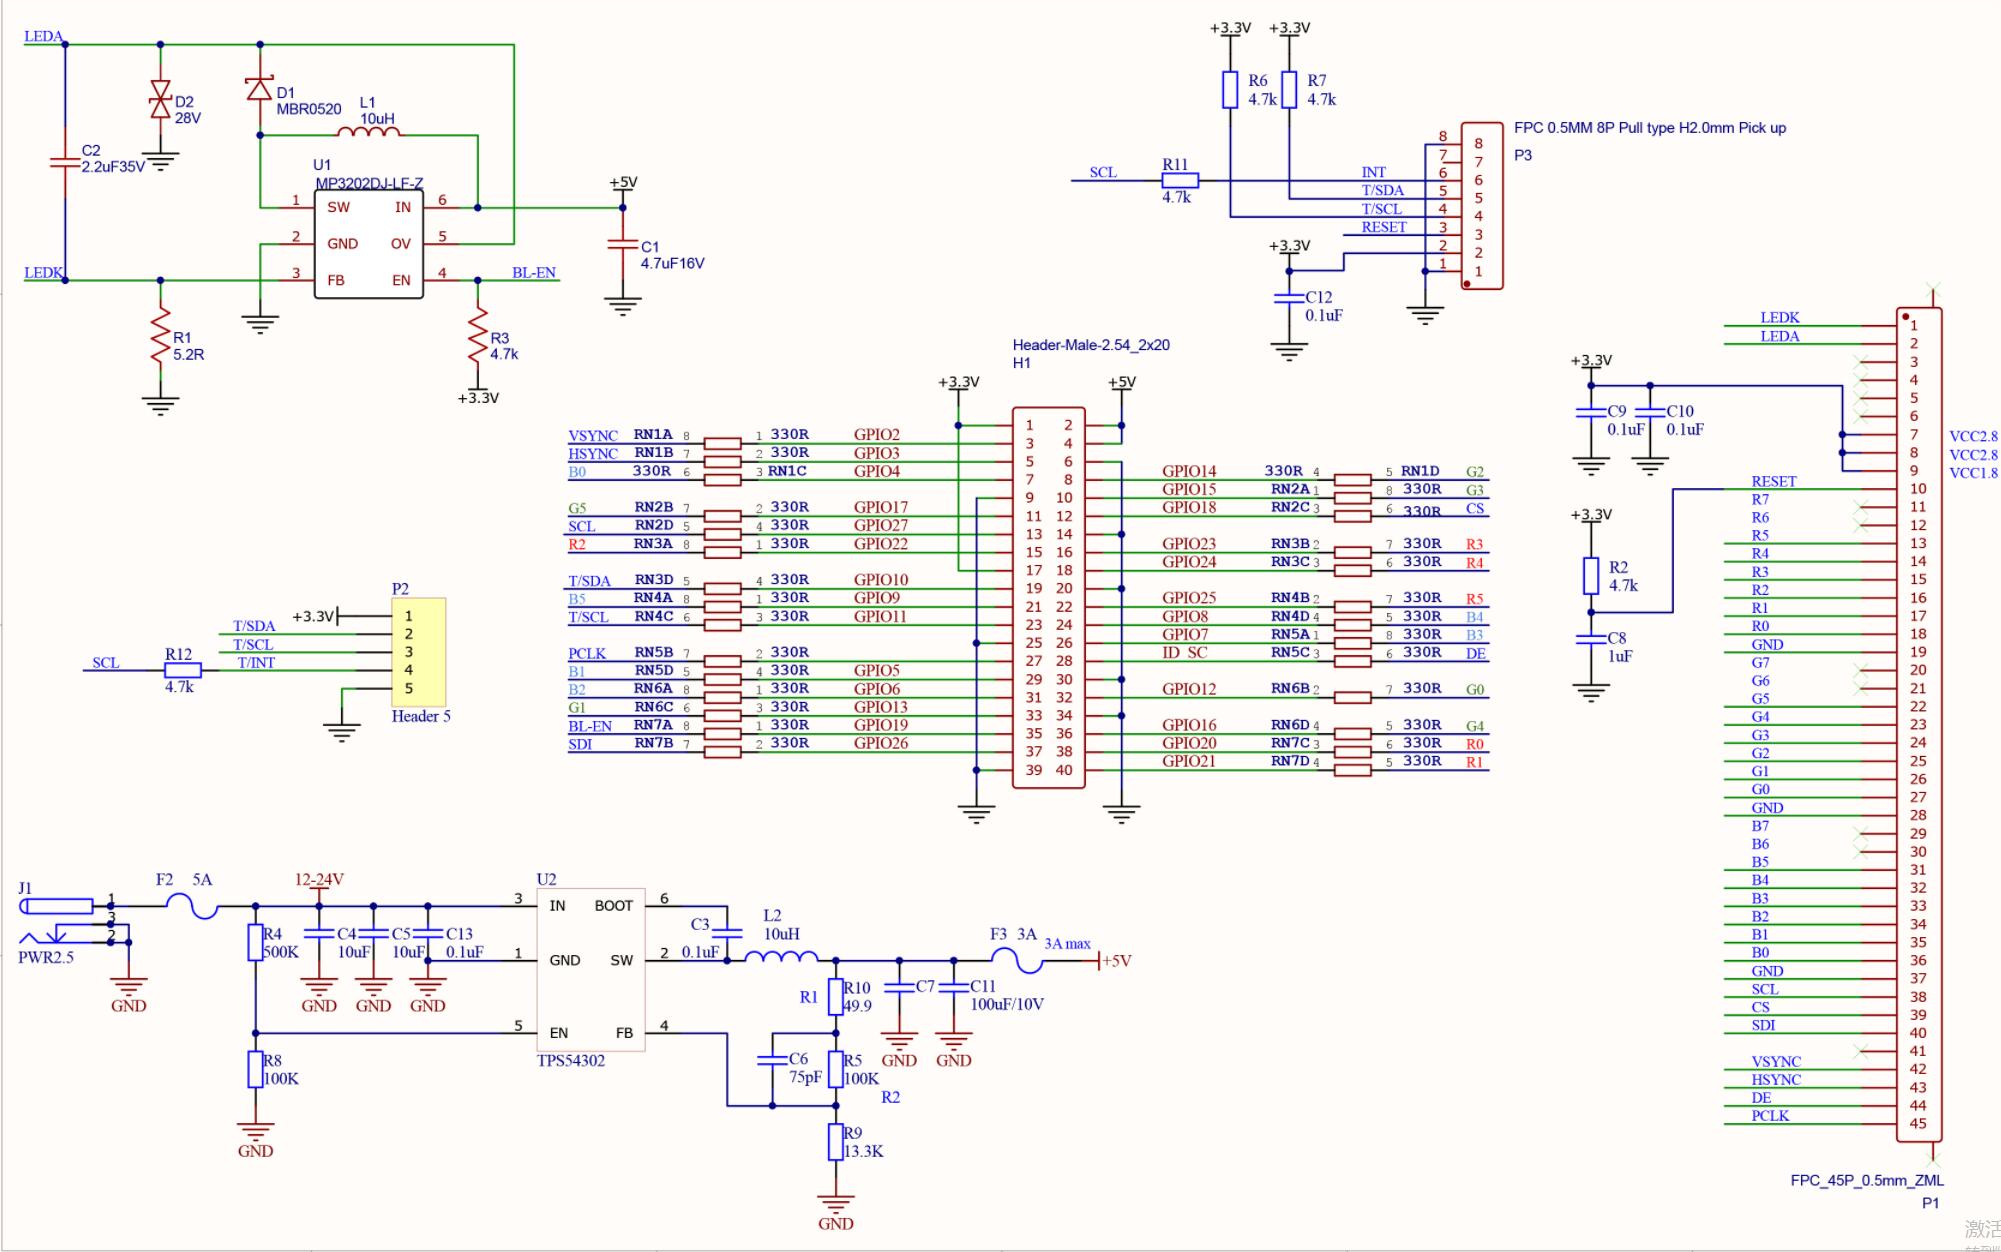 LEDA
D2
28V
D1
MBR0520
L1
10uH
C2
2.2uF35V
U1
MP3202DJ-LF-Z
1 SW IN 6
2 GND OV 5
3 FB EN 4
+5V
C1
4.7uF16V
LEDK
BL-EN
R1
5.2R
R3
4.7k
+3.3V
+3.3V +3.3V
R6
4.7k
R7
4.7k
FPC 0.5MM 8P Pull type H2.0mm Pick up
P3
SCL R11
4.7k
8 8
7 7
INT 6 6
T/SDA 5 5
T/SCL 4 4
RESET 3 3
2 2
1 1
+3.3V
C12
0.1uF
Header-Male-2.54_2x20
H1
+3.3V +5V
1 2
VSYNC RN1A 8 1 330R GPIO2 3 4
HSYNC RN1B 7 2 330R GPIO3 5 6
B0 330R 6 3 RN1C GPIO4 7 8 GPIO14 330R 4 5 RN1D G2
9 10 GPIO15 RN2A 1 8 330R G3
G5 RN2B 7 2 330R GPIO17 11 12 GPIO18 RN2C 3 6 330R CS
SCL RN2D 5 4 330R GPIO27 13 14
R2 RN3A 8 1 330R GPIO22 15 16 GPIO23 RN3B 2 7 330R R3
17 18 GPIO24 RN3C 3 6 330R R4
T/SDA RN3D 5 4 330R GPIO10 19 20
B5 RN4A 8 1 330R GPIO9 21 22 GPIO25 RN4B 2 7 330R R5
T/SCL RN4C 6 3 330R GPIO11 23 24 GPIO8 RN4D 4 5 330R B4
25 26 GPIO7 RN5A 1 8 330R B3
PCLK RN5B 7 2 330R 27 28 ID_SC RN5C 3 6 330R DE
B1 RN5D 5 4 330R GPIO5 29 30
B2 RN6A 8 1 330R GPIO6 31 32 GPIO12 RN6B 2 7 330R G0
G1 RN6C 6 3 330R GPIO13 33 34
BL-EN RN7A 8 1 330R GPIO19 35 36 GPIO16 RN6D 4 5 330R G4
SDI RN7B 7 2 330R GPIO26 37 38 GPIO20 RN7C 3 6 330R R0
39 40 GPIO21 RN7D 4 5 330R R1
P2
+3.3V 1
T/SDA 2
T/SCL 3
SCL R12 T/INT 4
4.7k
5
Header 5
+3.3V
C9
0.1uF
C10
0.1uF
+3.3V
R2
4.7k
C8
1uF
LEDK 1
LEDA 2
3
4
5
6
7 VCC2.8
8 VCC2.8
9 VCC1.8
RESET 10
R7 11
R6 12
R5 13
R4 14
R3 15
R2 16
R1 17
R0 18
GND 19
G7 20
G6 21
G5 22
G4 23
G3 24
G2 25
G1 26
G0 27
GND 28
B7 29
B6 30
B5 31
B4 32
B3 33
B2 34
B1 35
B0 36
GND 37
SCL 38
CS 39
SDI 40
41
VSYNC 42
HSYNC 43
DE 44
PCLK 45
FPC_45P_0.5mm_ZML
P1
J1
1
3
2
PWR2.5
GND
F2 5A
12-24V
R4
500K
C4
10uF
C5
10uF
C13
0.1uF
GND GND GND
R8
100K
GND
U2
3 IN BOOT 6
1 GND SW 2
5 EN FB 4
TPS54302
C3
0.1uF
L2
10uH
R1
R10
49.9
C7
C11
100uF/10V
GND GND
F3 3A
3A max
+5V
C6
75pF
R5
100K
R2
R9
13.3K
GND
激活